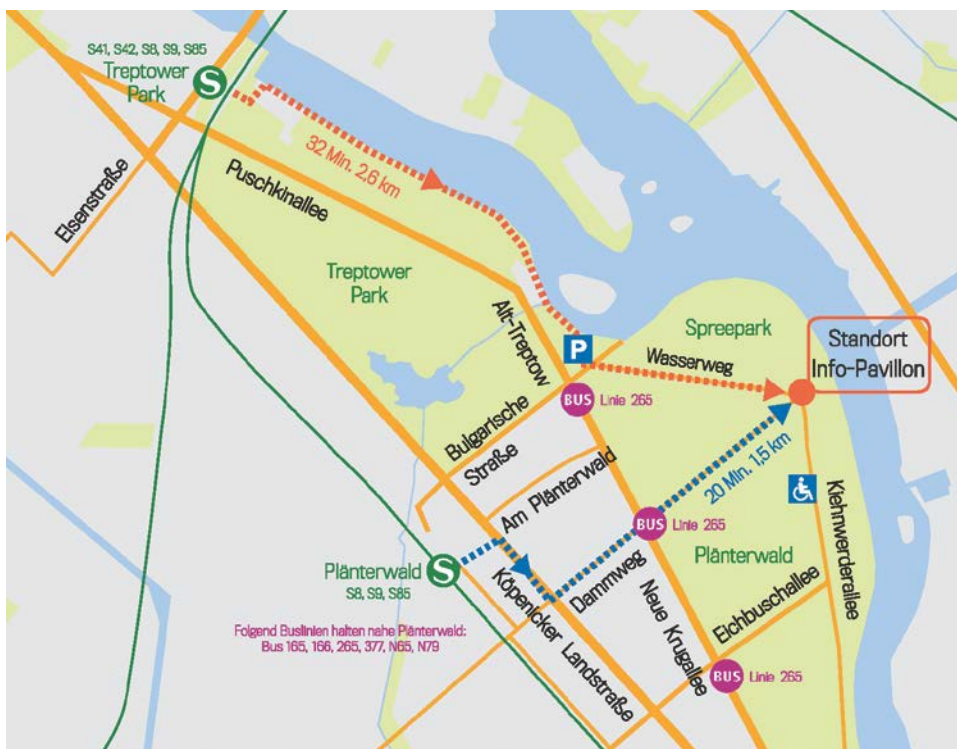 S41, S42, S8, S9, S85
Treptower
Park
S
32 Min. 2,6 km
Elsenstraße
Puschkinallee
Treptower
Park
Alt-Treptow
P
Spreepark
Wasserweg
Standort
Info-Pavillon
BUS Linie 265
Bulgarische
Straße
Am Plänterwald
20 Min. 1,5 km
Kiehnwerderallee
BUS Linie 265
Plänterwald
Plänterwald
S
S8, S9, S85
Dammweg
Köpenicker Landstraße
Neue Krugallee
Eichbuschallee
Folgend Buslinien halten nahe Plänterwald:
Bus 165, 166, 265, 377, N65, N79
BUS Linie 265